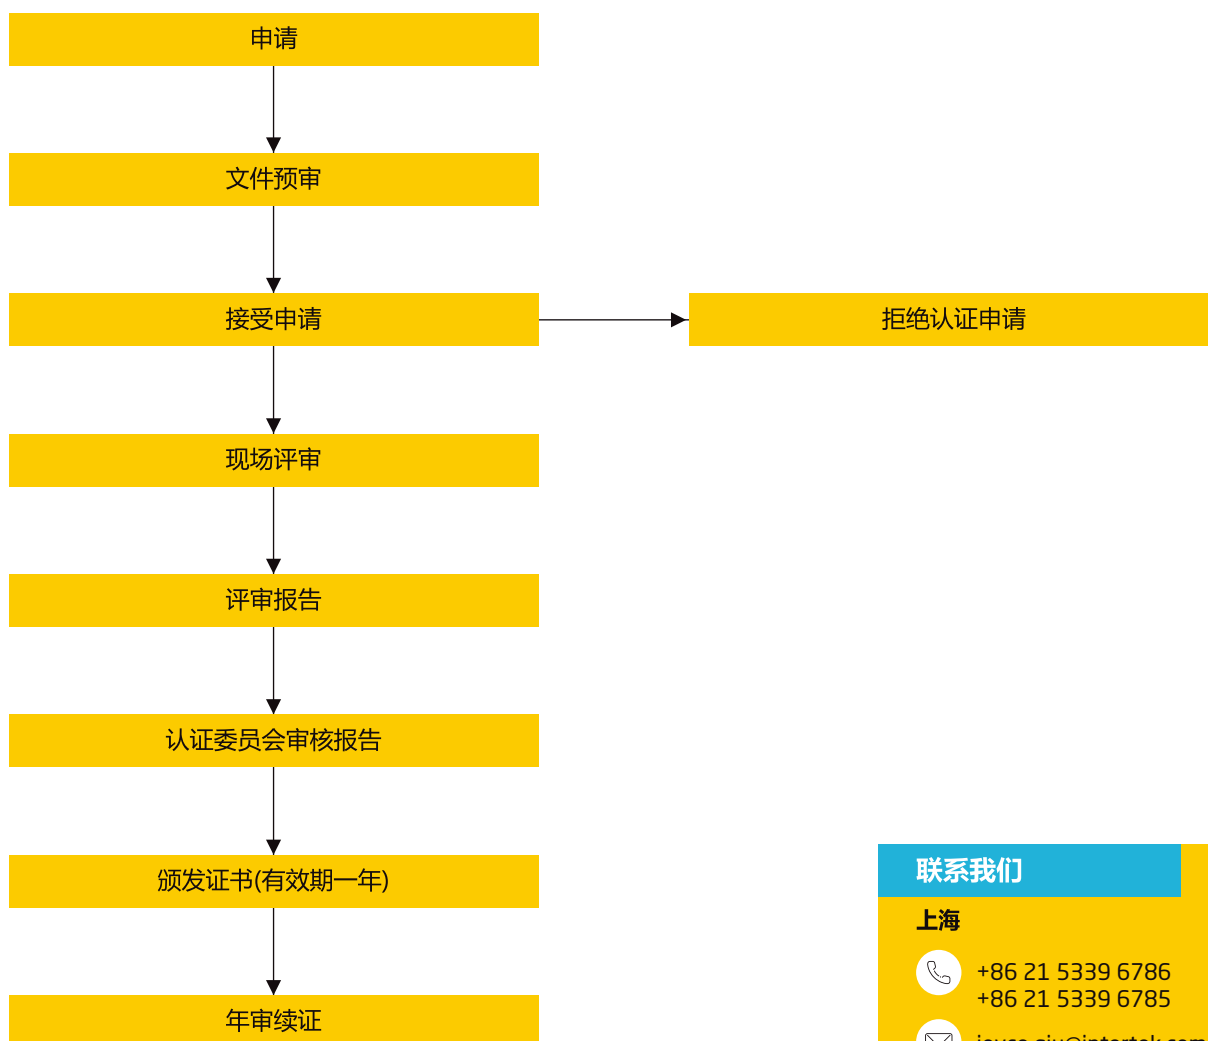 申请
文件预审
接受申请
拒绝认证申请
现场评审
评审报告
认证委员会审核报告
颁发证书(有效期一年)
年审续证
联系我们
上海
+86 21 5339 6786
+86 21 5339 6785